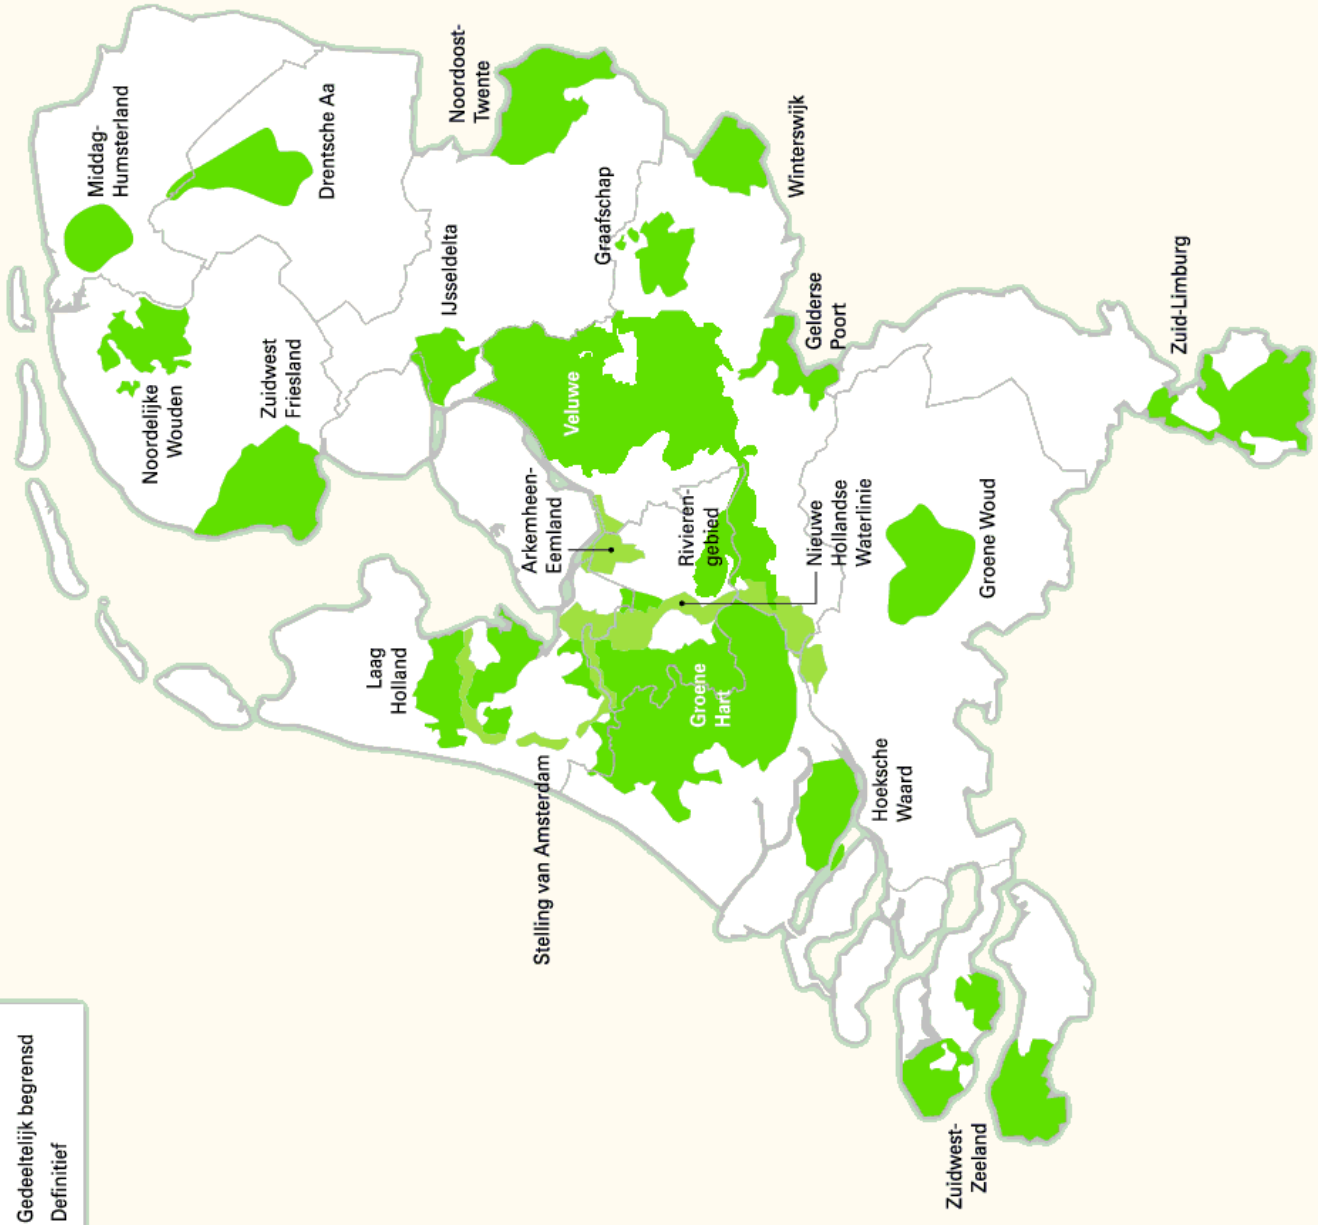 Gedeeltelijk begrensd
Definitief
Middag-
Humsterland
Drentsche Aa
Noordoost-
Twente
Noordelijke
Wouden
Zuidwest
Friesland
IJsseldelta
Graafschap
Winterswijk
Veluwe
Gelderse
Poort
Arkemheen-
Eemland
Rivieren-
gebied
Nieuwe
Hollandse
Waterlinie
Laag
Holland
Groene
Hart
Stelling van Amsterdam
Hoeksche
Waard
Groene Woud
Zuid-Limburg
Zuidwest-
Zeeland